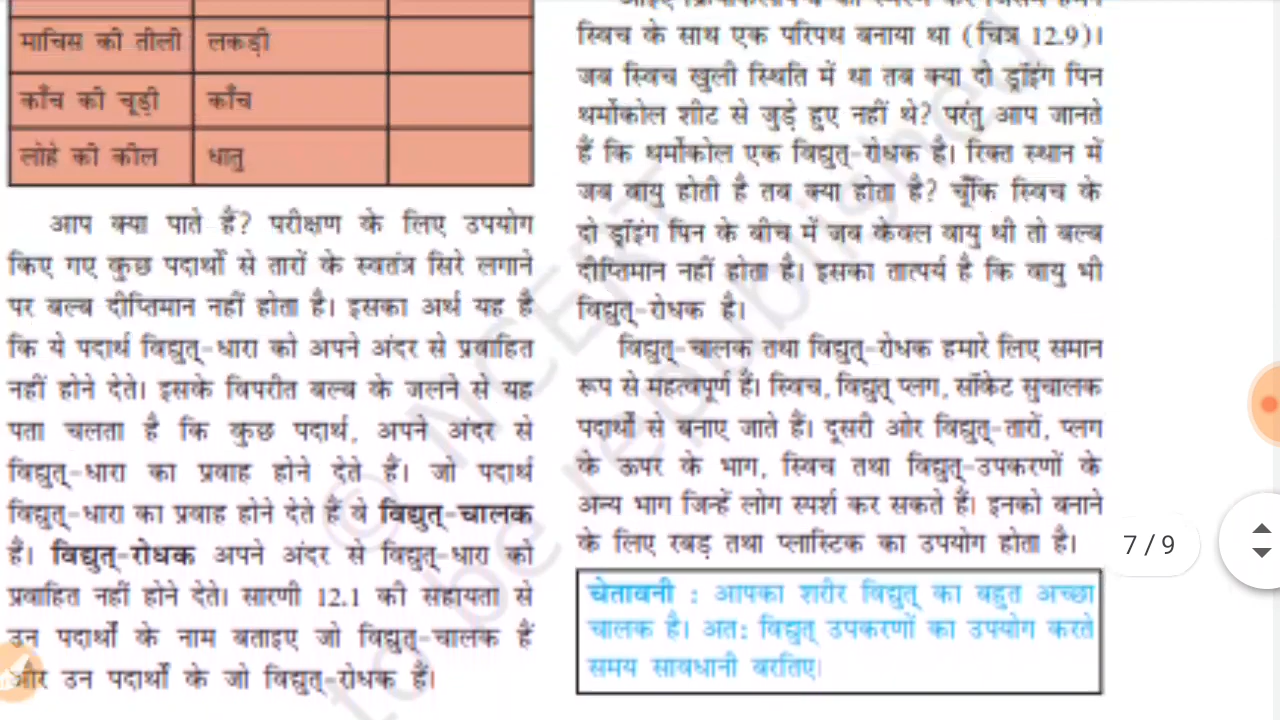 माचिस की तीली लकड़ी
काँच की चूड़ी काँच
लोहे की कील धातु
आप क्या पाते हैं? परीक्षण के लिए उपयोग
किए गए कुछ पदार्थों से तारों के स्वतंत्र सिरे लगाने
पर बल्ब दीप्तिमान नहीं होता है। इसका अर्थ यह है
कि ये पदार्थ विद्युत्-धारा को अपने अंदर से प्रवाहित
नहीं होने देते। इसके विपरीत बल्ब के जलने से यह
पता चलता है कि कुछ पदार्थ, अपने अंदर से
विद्युत्-धारा का प्रवाह होने देते हैं। जो पदार्थ
विद्युत्-धारा का प्रवाह होने देते हैं वे विद्युत्-चालक
हैं। विद्युत्-रोधक अपने अंदर से विद्युत्-धारा को
प्रवाहित नहीं होने देते। सारणी 12.1 की सहायता से
उन पदार्थों के नाम बताइए जो विद्युत्-चालक हैं
और उन पदार्थों के जो विद्युत्-रोधक हैं।
स्विच के साथ एक परिपथ बनाया था (चित्र 12.9)।
जब स्विच खुली स्थिति में था तब क्या दो ड्रॉइंग पिन
थर्मोकोल शीट से जुड़े हुए नहीं थे? परंतु आप जानते
हैं कि थर्मोकोल एक विद्युत्-रोधक है। रिक्त स्थान में
जब वायु होती है तब क्या होता है? चूँकि स्विच के
दो ड्रॉइंग पिन के बीच में जब केवल वायु थी तो बल्ब
दीप्तिमान नहीं होता है। इसका तात्पर्य है कि वायु भी
विद्युत्-रोधक है।
विद्युत्-चालक तथा विद्युत्-रोधक हमारे लिए समान
रूप से महत्वपूर्ण हैं। स्विच, विद्युत् प्लग, सॉकेट सुचालक
पदार्थों से बनाए जाते हैं। दूसरी ओर विद्युत्-तारों, प्लग
के ऊपर के भाग, स्विच तथा विद्युत्-उपकरणों के
अन्य भाग जिन्हें लोग स्पर्श कर सकते हैं। इनको बनाने
के लिए रबड़ तथा प्लास्टिक का उपयोग होता है।
चेतावनी : आपका शरीर विद्युत् का बहुत अच्छा
चालक है। अतः विद्युत् उपकरणों का उपयोग करते
समय सावधानी बरतिए।
7/9
© NCERT
to be republished